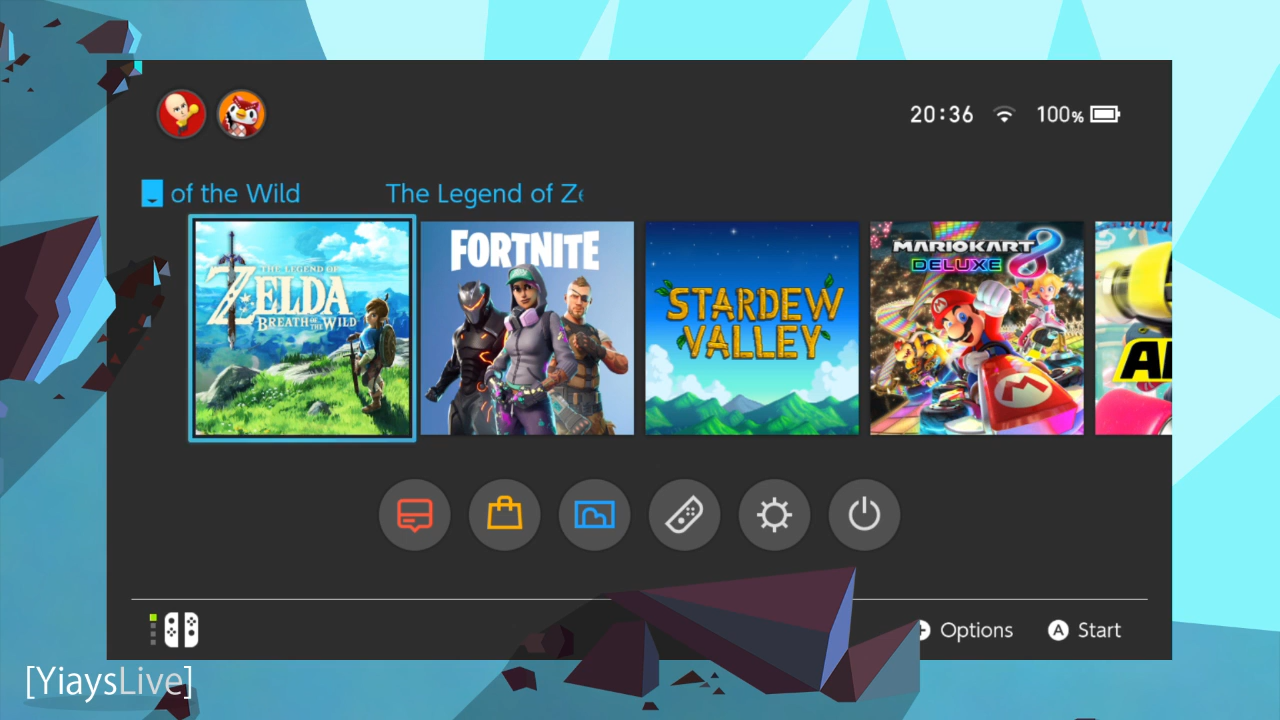 20:36 100%
of the Wild The Legend of Ze
THE LEGEND OF
ZELDA
BREATH OF THE WILD
FORTNITE
STARDEW
VALLEY
MARIOKART 8
DELUXE
M
A
Options A Start
[YiaysLive]